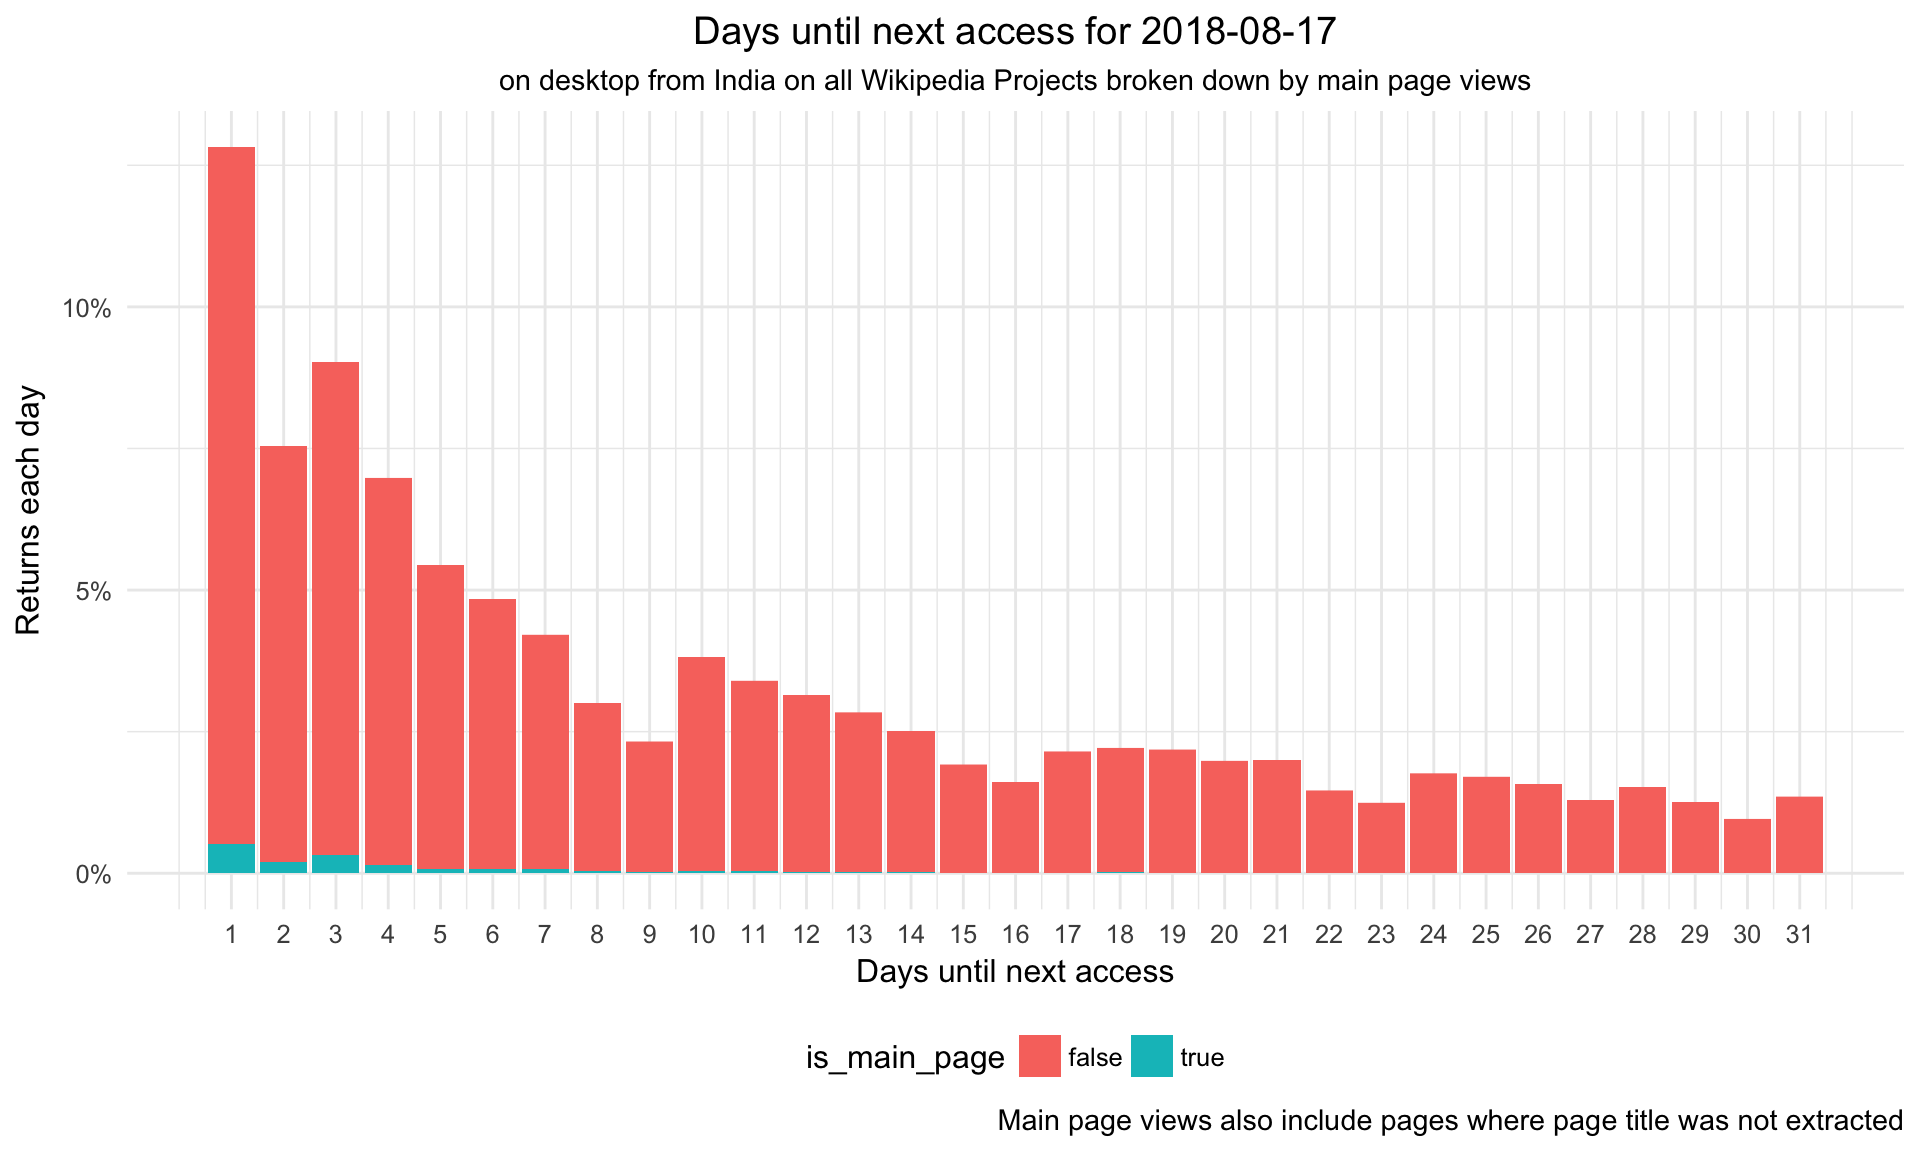 Days until next access for 2018-08-17
on desktop from India on all Wikipedia Projects broken down by main page views
Returns each day
10%
5%
0%
1 2 3 4 5 6 7 8 9 10 11 12 13 14 15 16 17 18 19 20 21 22 23 24 25 26 27 28 29 30 31
Days until next access
is_main_page false true
Main page views also include pages where page title was not extracted